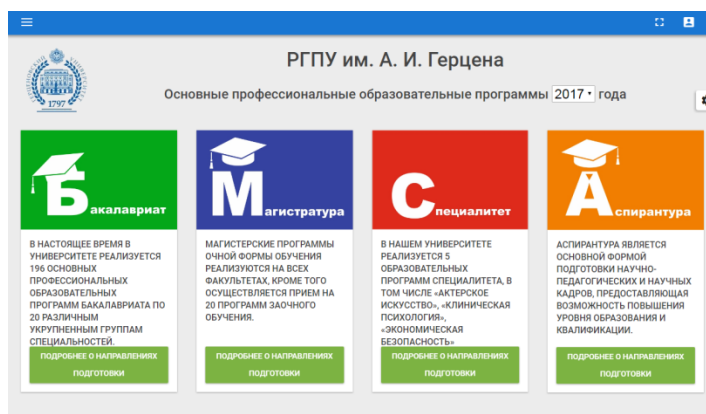 РГПУ им. А. И. Герцена
Основные профессиональные образовательные программы 2017 года
1797
Бакалавриат
В НАСТОЯЩЕЕ ВРЕМЯ В
УНИВЕРСИТЕТЕ РЕАЛИЗУЕТСЯ
196 ОСНОВНЫХ
ПРОФЕССИОНАЛЬНЫХ
ОБРАЗОВАТЕЛЬНЫХ
ПРОГРАММ БАКАЛАВРИАТА ПО
20 РАЗЛИЧНЫМ
УКРУПНЕННЫМ ГРУППАМ
СПЕЦИАЛЬНОСТЕЙ.
ПОДРОБНЕЕ О НАПРАВЛЕНИЯХ
ПОДГОТОВКИ
Магистратура
МАГИСТЕРСКИЕ ПРОГРАММЫ
ОЧНОЙ ФОРМЫ ОБУЧЕНИЯ
РЕАЛИЗУЮТСЯ НА ВСЕХ
ФАКУЛЬТЕТАХ, КРОМЕ ТОГО
ОСУЩЕСТВЛЯЕТСЯ ПРИЕМ НА
20 ПРОГРАММ ЗАОЧНОГО
ОБУЧЕНИЯ.
ПОДРОБНЕЕ О НАПРАВЛЕНИЯХ
ПОДГОТОВКИ
Специалитет
В НАШЕМ УНИВЕРСИТЕТЕ
РЕАЛИЗУЕТСЯ 5
ОБРАЗОВАТЕЛЬНЫХ
ПРОГРАММ СПЕЦИАЛИТЕТА, В
ТОМ ЧИСЛЕ «АКТЕРСКОЕ
ИСКУССТВО», «КЛИНИЧЕСКАЯ
ПСИХОЛОГИЯ»,
«ЭКОНОМИЧЕСКАЯ
БЕЗОПАСНОСТЬ»
ПОДРОБНЕЕ О НАПРАВЛЕНИЯХ
ПОДГОТОВКИ
Аспирантура
АСПИРАНТУРА ЯВЛЯЕТСЯ
ОСНОВНОЙ ФОРМОЙ
ПОДГОТОВКИ НАУЧНО-
ПЕДАГОГИЧЕСКИХ И НАУЧНЫХ
КАДРОВ, ПРЕДОСТАВЛЯЮЩАЯ
ВОЗМОЖНОСТЬ ПОВЫШЕНИЯ
УРОВНЯ ОБРАЗОВАНИЯ И
КВАЛИФИКАЦИИ.
ПОДРОБНЕЕ О НАПРАВЛЕНИЯХ
ПОДГОТОВКИ